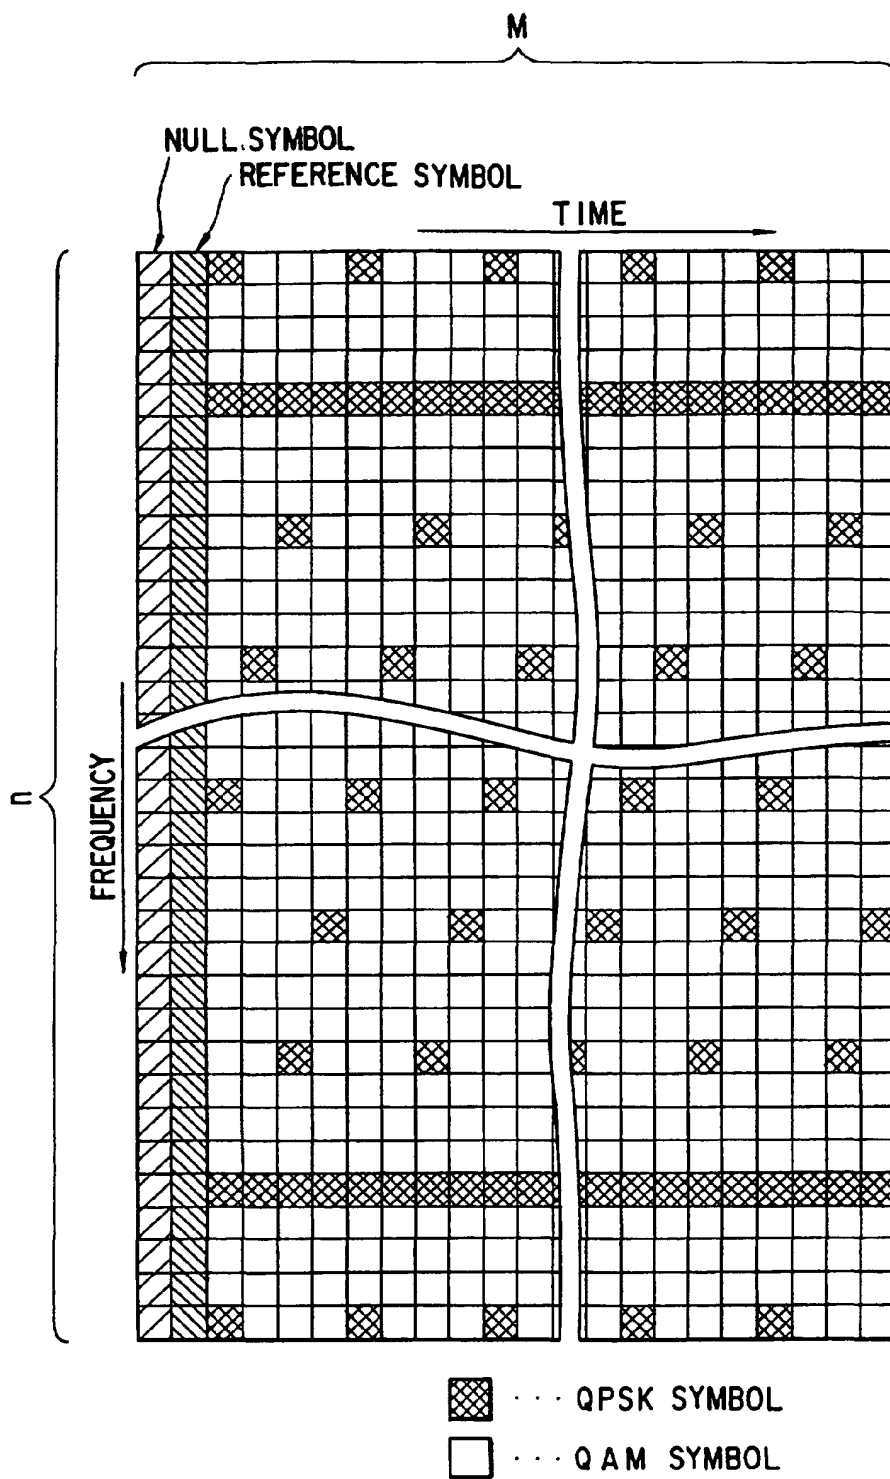 M
NULL SYMBOL
REFERENCE SYMBOL
TIME
n
FREQUENCY
··· QPSK SYMBOL
··· QAM SYMBOL